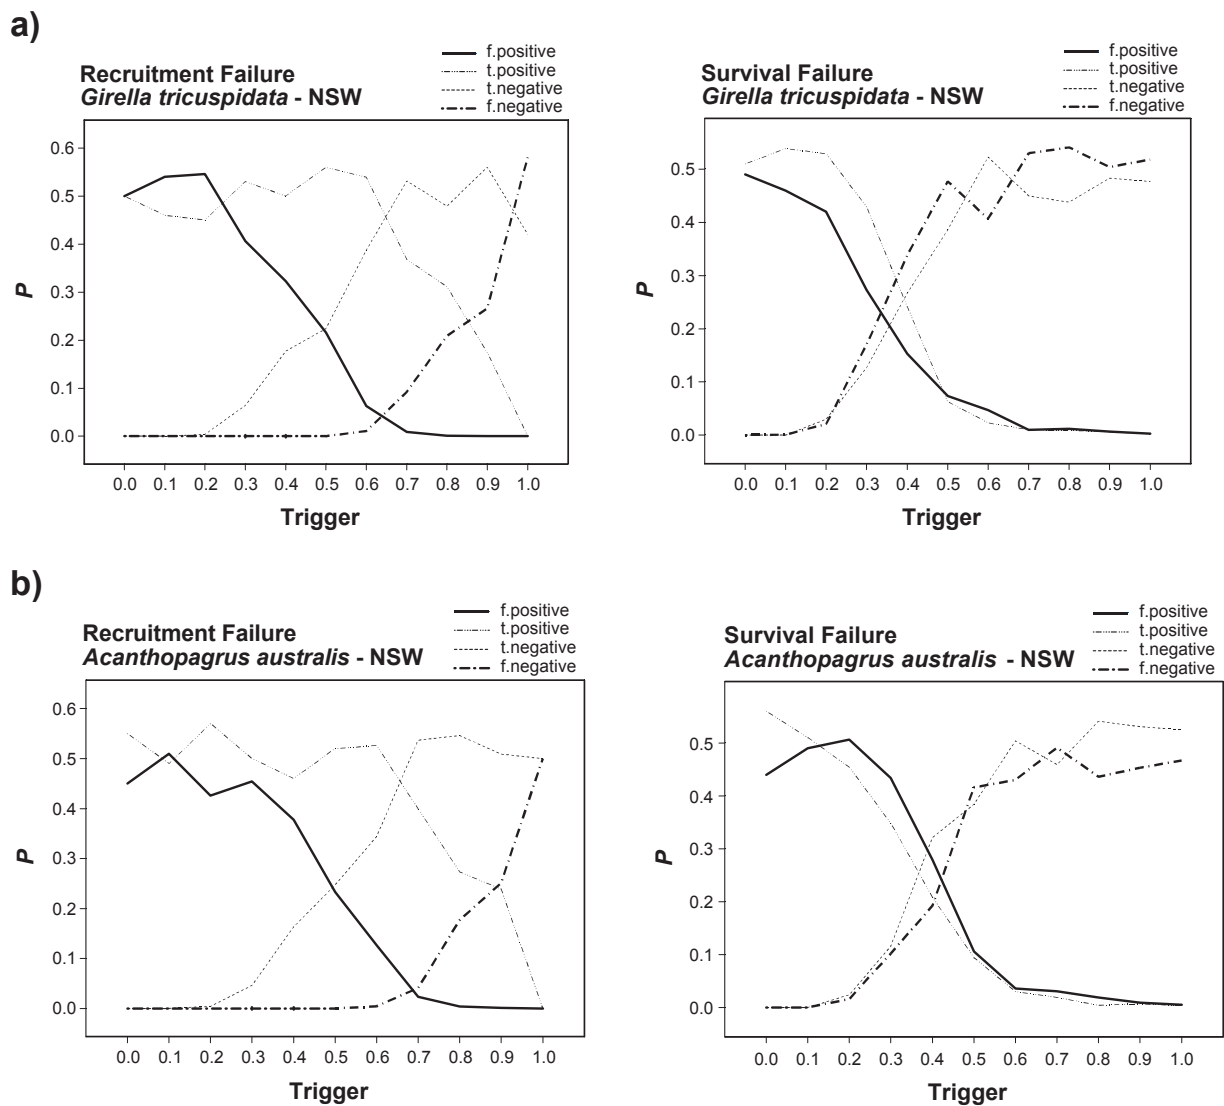 a)
Recruitment Failure
Girella tricuspidata - NSW
f.positive
t.positive
t.negative
f.negative
P
0.6
0.5
0.4
0.3
0.2
0.1
0.0
0.0 0.1 0.2 0.3 0.4 0.5 0.6 0.7 0.8 0.9 1.0
Trigger
Survival Failure
Girella tricuspidata - NSW
f.positive
t.positive
t.negative
f.negative
P
0.5
0.4
0.3
0.2
0.1
0.0
0.0 0.1 0.2 0.3 0.4 0.5 0.6 0.7 0.8 0.9 1.0
Trigger
b)
Recruitment Failure
Acanthopagrus australis - NSW
f.positive
t.positive
t.negative
f.negative
P
0.6
0.5
0.4
0.3
0.2
0.1
0.0
0.0 0.1 0.2 0.3 0.4 0.5 0.6 0.7 0.8 0.9 1.0
Trigger
Survival Failure
Acanthopagrus australis - NSW
f.positive
t.positive
t.negative
f.negative
P
0.5
0.4
0.3
0.2
0.1
0.0
0.0 0.1 0.2 0.3 0.4 0.5 0.6 0.7 0.8 0.9 1.0
Trigger